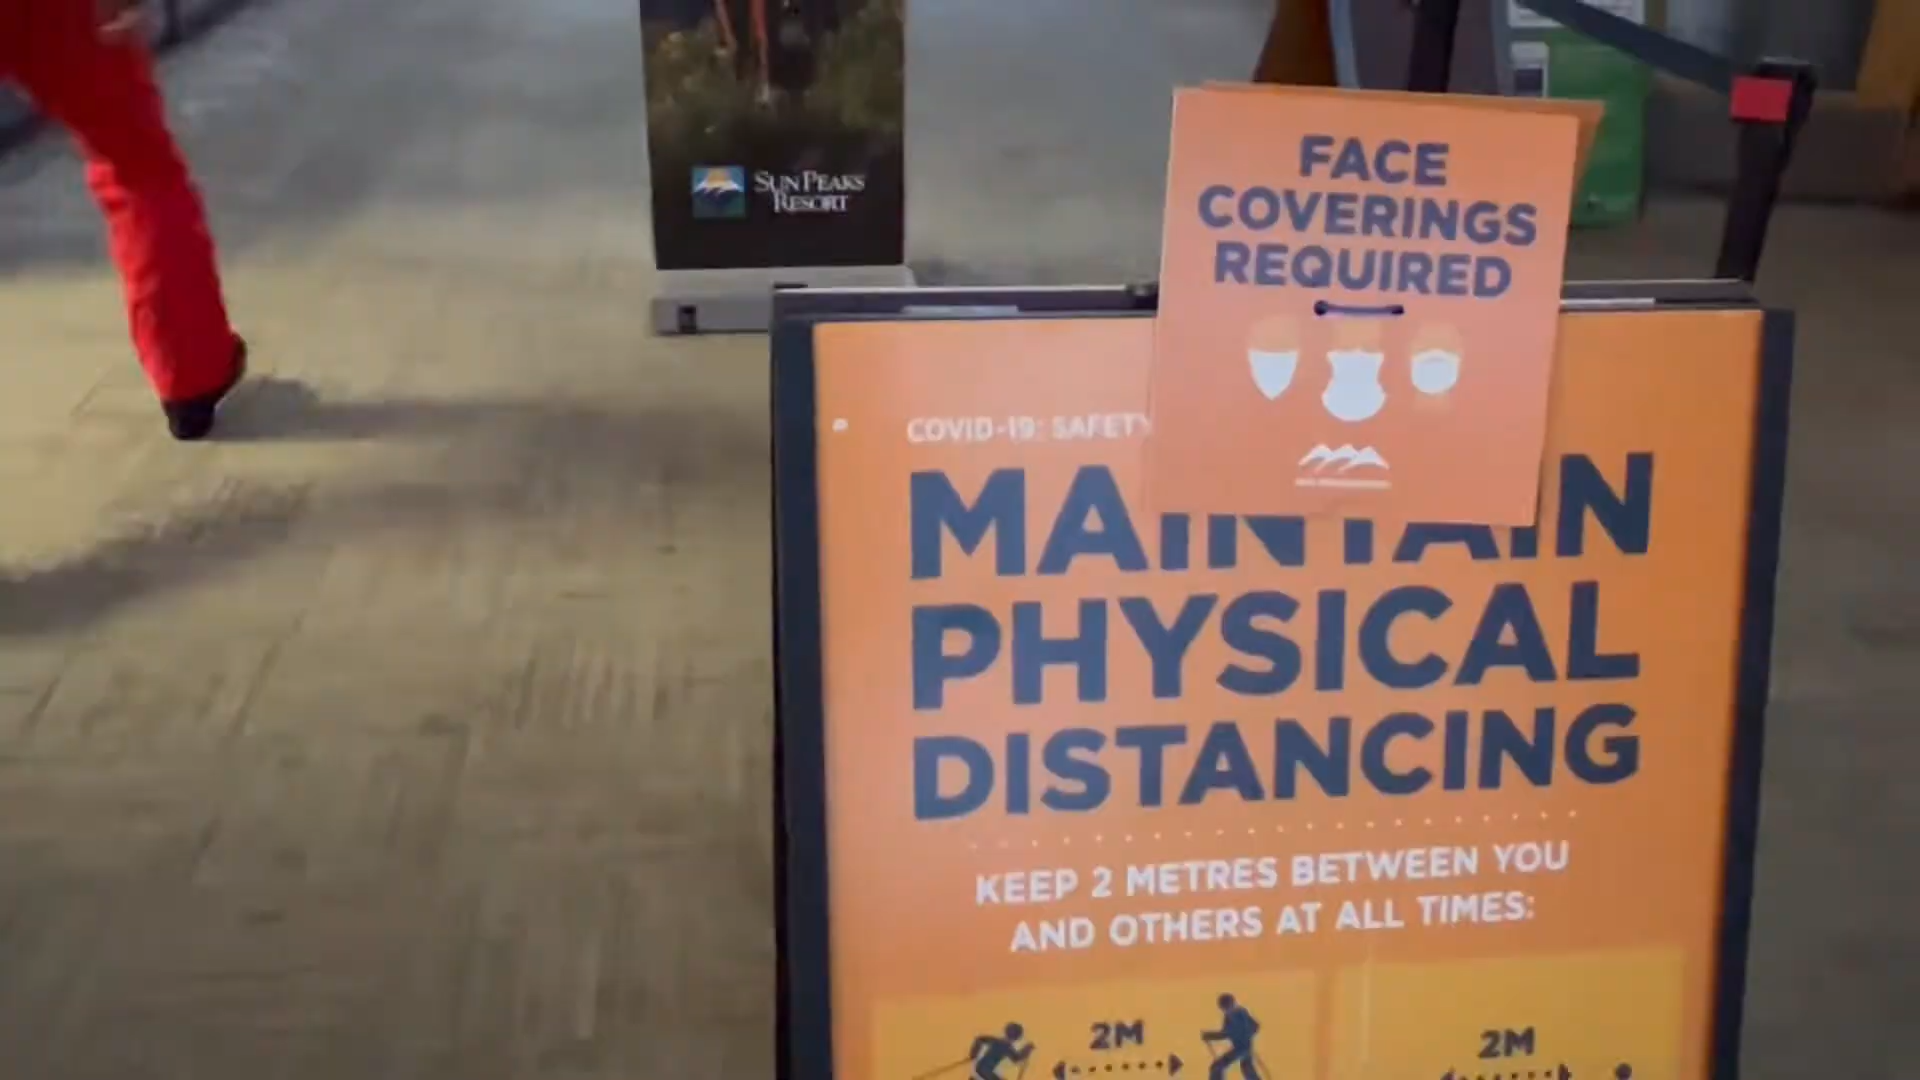 SUN PEAKS
RESORT
FACE
COVERINGS
REQUIRED
COVID-19: SAFETY
MAINTAIN
PHYSICAL
DISTANCING
KEEP 2 METRES BETWEEN YOU
AND OTHERS AT ALL TIMES:
2M
2M